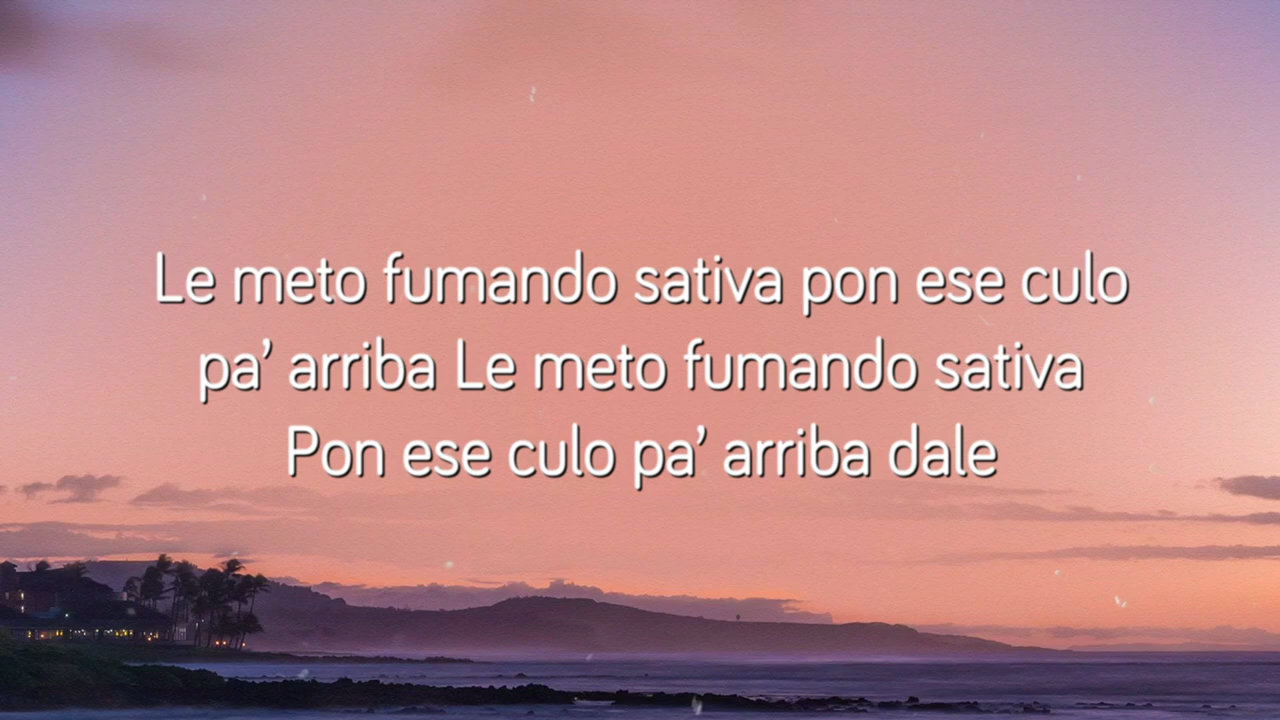 Le meto fumando sativa pon ese culo
pa’ arriba Le meto fumando sativa
Pon ese culo pa’ arriba dale